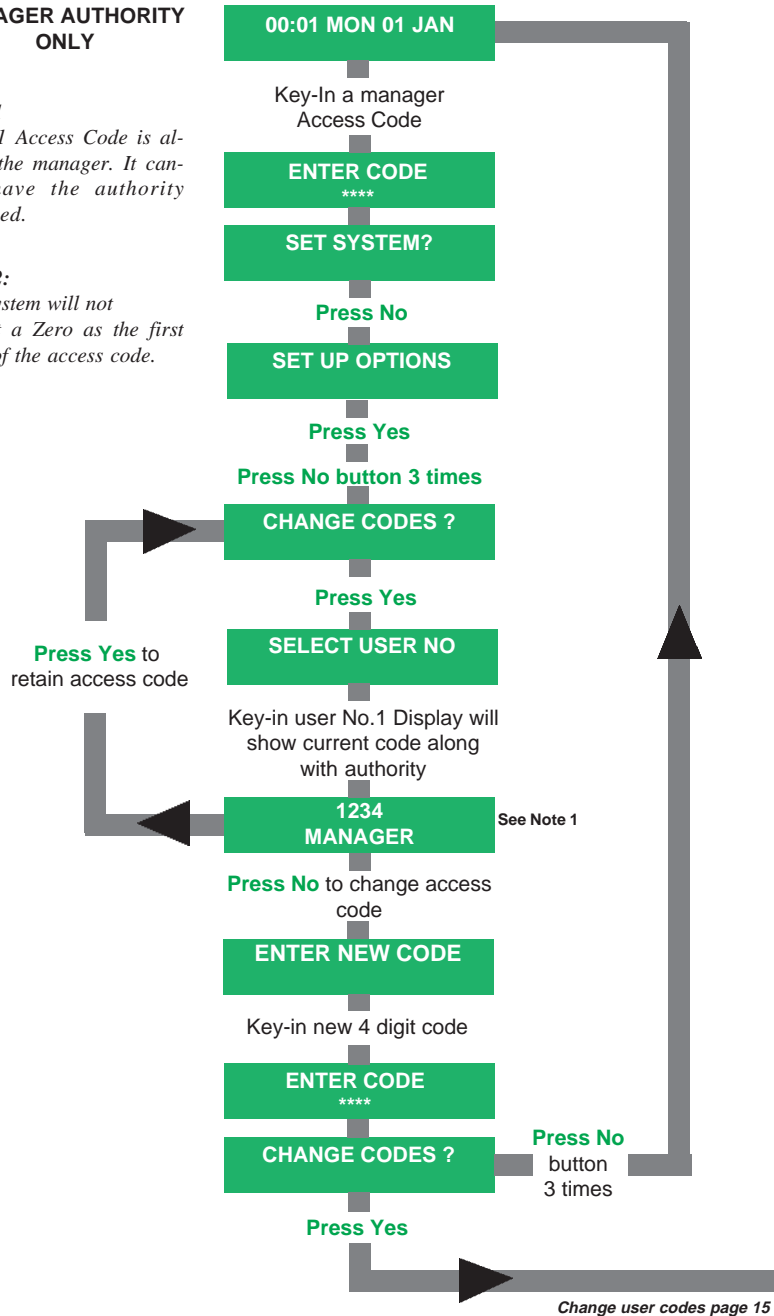 AGER AUTHORITY
ONLY
1 Access Code is al-
the manager. It can-
ave the authority
ed.
2:
stem will not
t a Zero as the first
of the access code.
00:01 MON 01 JAN
Key-In a manager
Access Code
ENTER CODE
****
SET SYSTEM?
Press No
SET UP OPTIONS
Press Yes
Press No button 3 times
CHANGE CODES ?
Press Yes
Press Yes to
retain access code
SELECT USER NO
Key-in user No.1 Display will
show current code along
with authority
1234
MANAGER
See Note 1
Press No to change access
code
ENTER NEW CODE
Key-in new 4 digit code
ENTER CODE
****
CHANGE CODES ?
Press No
button
3 times
Press Yes
Change user codes page 15